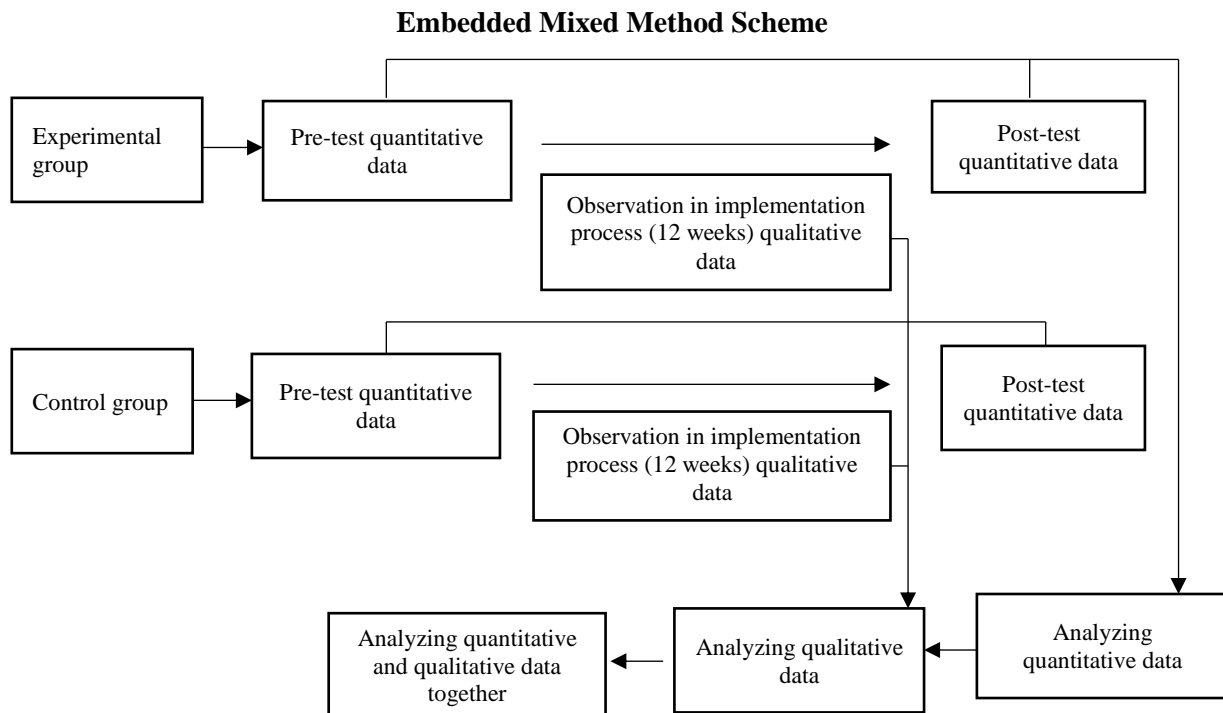 Embedded Mixed Method Scheme
Experimental
group
Pre-test quantitative
data
Post-test
quantitative data
Observation in implementation
process (12 weeks) qualitative
data
Control group
Pre-test quantitative
data
Post-test
quantitative data
Observation in implementation
process (12 weeks) qualitative
data
Analyzing quantitative
and qualitative data
together
Analyzing qualitative
data
Analyzing
quantitative data